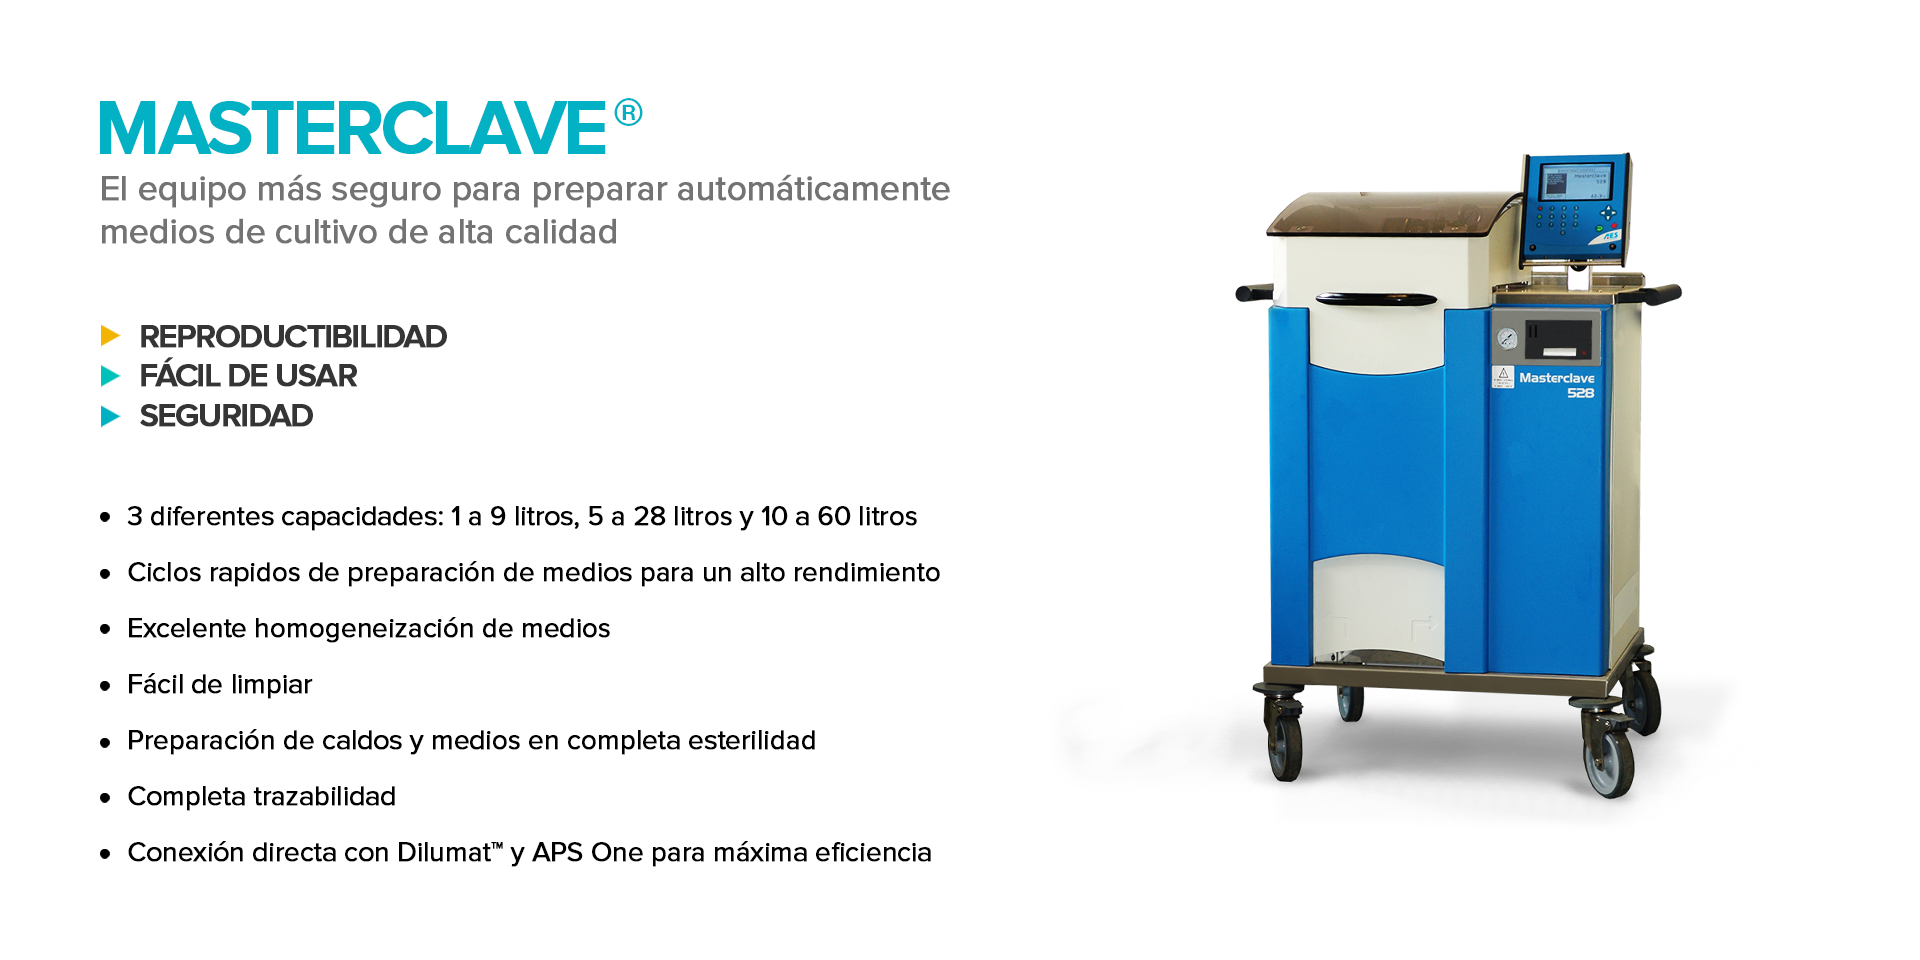 MASTERCLAVE®
El equipo más seguro para preparar automáticamente
medios de cultivo de alta calidad
REPRODUCTIBILIDAD
FÁCIL DE USAR
SEGURIDAD
• 3 diferentes capacidades: 1 a 9 litros, 5 a 28 litros y 10 a 60 litros
• Ciclos rapidos de preparación de medios para un alto rendimiento
• Excelente homogeneización de medios
• Fácil de limpiar
• Preparación de caldos y medios en completa esterilidad
• Completa trazabilidad
• Conexión directa con Dilumat™ y APS One para máxima eficiencia
Masterclave
528
AES
Masterclave
528